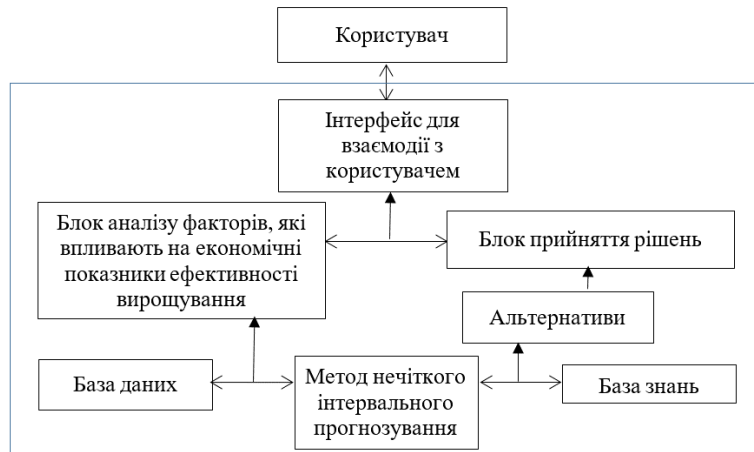 Користувач
Інтерфейс для
взаємодії з
користувачем
Блок аналізу факторів, які
впливають на економічні
показники ефективності
вирощування
Блок прийняття рішень
Альтернативи
База даних
Метод нечіткого
інтервального
прогнозування
База знань